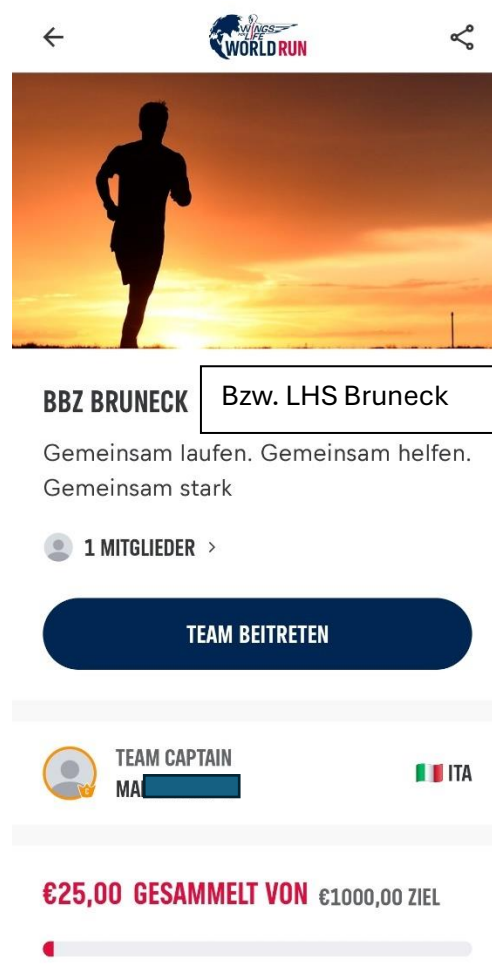 WINGS
FOR LIFE
WORLD RUN
BBZ BRUNECK
Bzw. LHS Bruneck
Gemeinsam laufen. Gemeinsam helfen.
Gemeinsam stark
1 MITGLIEDER >
TEAM BEITRETEN
TEAM CAPTAIN
MA
ITA
€25,00 GESAMMELT VON €1000,00 ZIEL